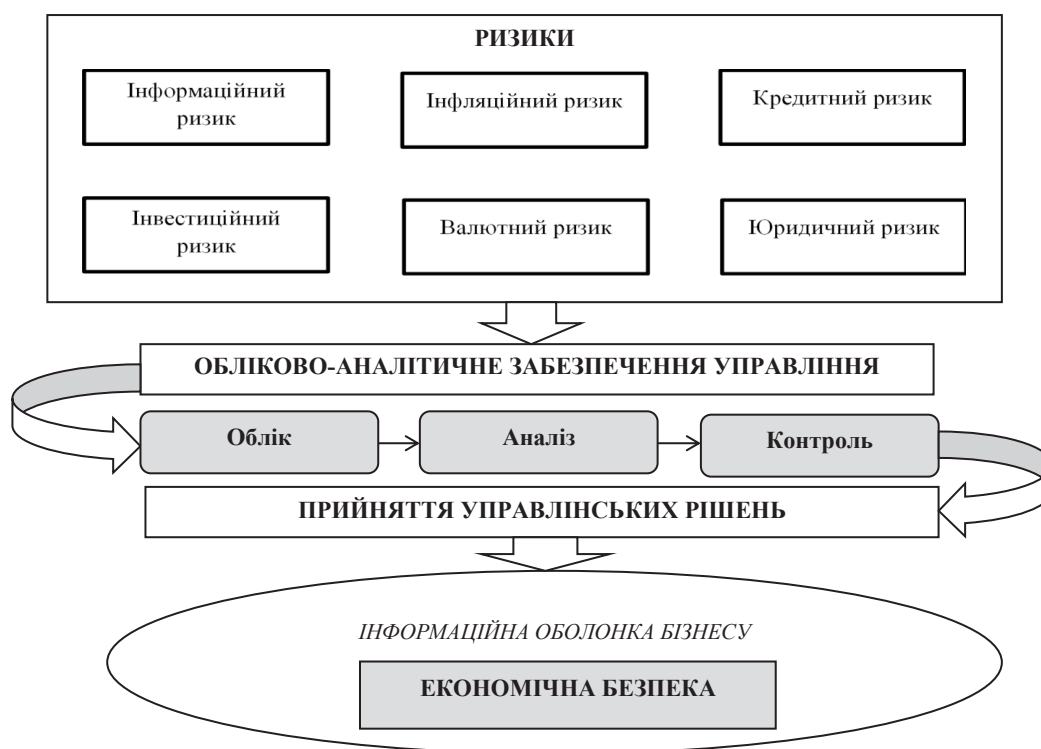 РИЗИКИ
Інформаційний
ризик
Інфляційний ризик
Кредитний ризик
Інвестиційний
ризик
Валютний ризик
Юридичний ризик
ОБЛІКОВО-АНАЛІТИЧНЕ ЗАБЕЗПЕЧЕННЯ УПРАВЛІННЯ
Облік
Аналіз
Контроль
ПРИЙНЯТТЯ УПРАВЛІНСЬКИХ РІШЕНЬ
ІНФОРМАЦІЙНА ОБОЛОНКА БІЗНЕСУ
ЕКОНОМІЧНА БЕЗПЕКА